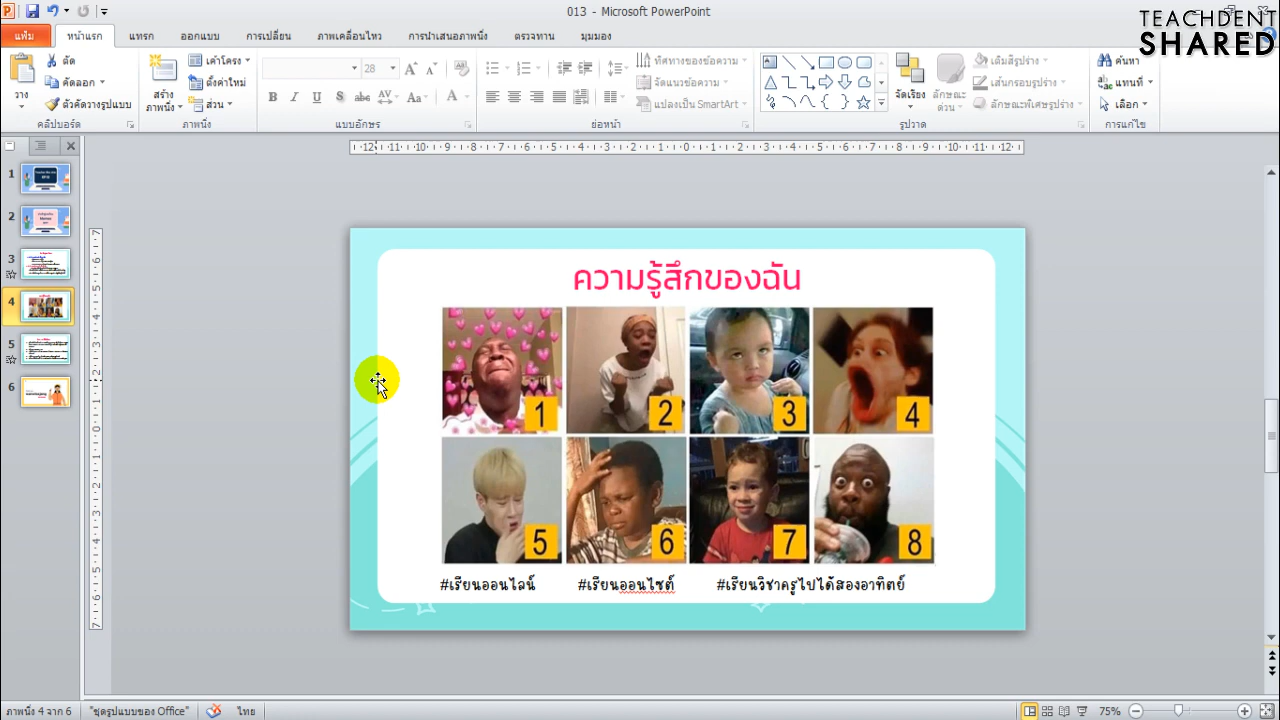 013 - Microsoft PowerPoint
TEACHDENT
SHARED
แฟ้ม
หน้าแรก
แทรก
ออกแบบ
การเปลี่ยน
ภาพเคลื่อนไหว
การนำเสนอภาพนิ่ง
ตรวจทาน
มุมมอง
วาง
ตัด
คัดลอก
ตัวคัดวางรูปแบบ
คลิปบอร์ด
สร้าง
ภาพนิ่ง
เค้าโครง
ตั้งค่าใหม่
ส่วน
ภาพนิ่ง
28
แบบอักษร
ทิศทางของข้อความ
จัดแนวข้อความ
แปลงเป็น SmartArt
ย่อหน้า
จัดเรียง
ลักษณะ
ด่วน
เติมสีรูปร่าง
เส้นกรอบรูปร่าง
ลักษณะพิเศษรูปร่าง
รูปวาด
ค้นหา
แทนที่
เลือก
การแก้ไข
1
2
3
4
5
6
ความรู้สึกของฉัน
1 2 3 4
5 6 7 8
#เรียนออนไลน์ #เรียนออนไซต์ #เรียนวิชาครูไปได้สองอาทิตย์
ภาพนิ่ง 4 จาก 6 "ชุดรูปแบบของ Office" ไทย 75%